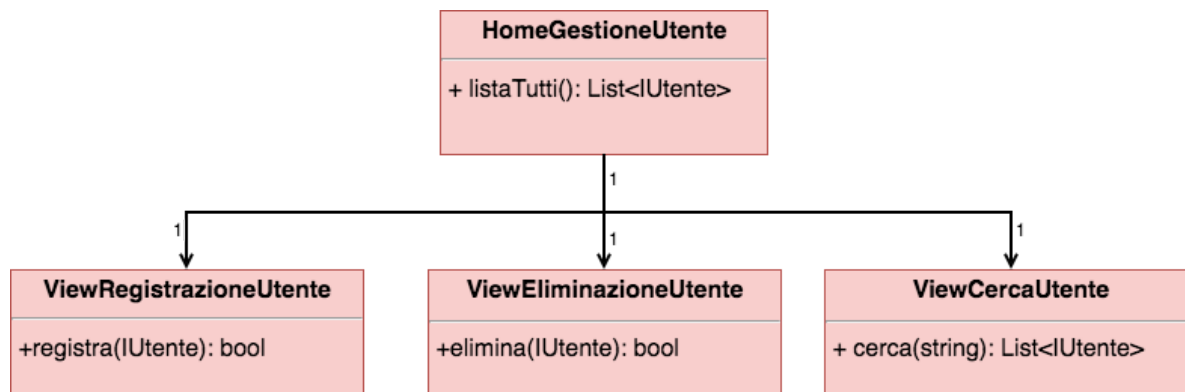 HomeGestioneUtente
+ listaTutti(): List<IUtente>
1
1
1
1
ViewRegistrazioneUtente
+registra(IUtente): bool
ViewEliminazioneUtente
+elimina(IUtente): bool
ViewCercaUtente
+ cerca(string): List<IUtente>